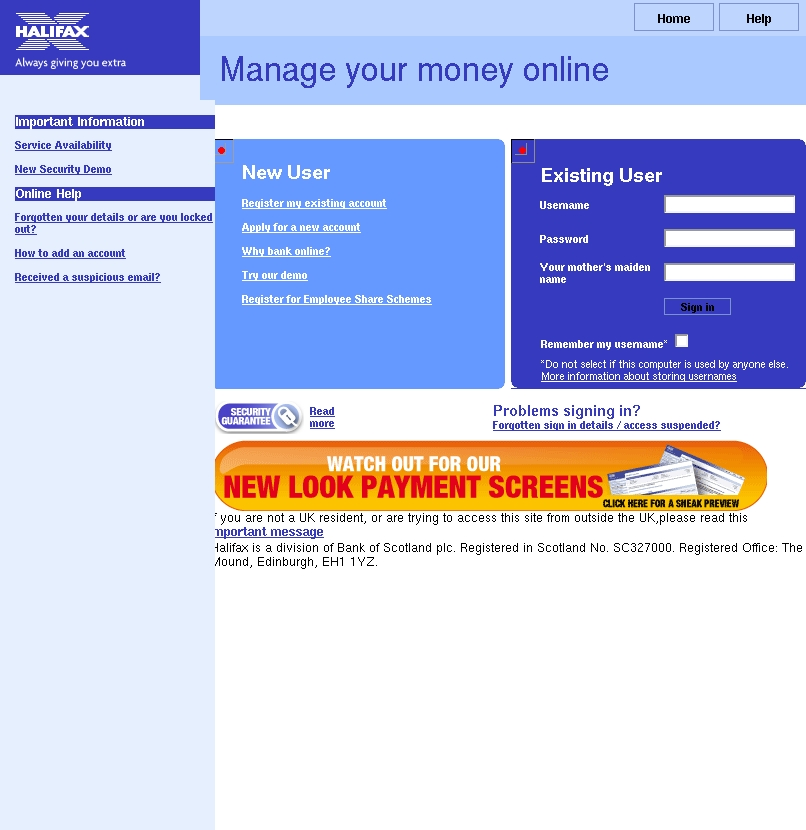 HALIFAX
Always giving you extra
Home
Help
Manage your money online
Important Information
Service Availability
New Security Demo
Online Help
Forgotten your details or are you locked
out?
How to add an account
Received a suspicious email?
New User
Register my existing account
Apply for a new account
Why bank online?
Try our demo
Register for Employee Share Schemes
Existing User
Username
Password
Your mother's maiden
name
Sign in
Remember my username*
*Do not select if this computer is used by anyone else.
More information about storing usernames
SECURITY
GUARANTEE
Read
more
Problems signing in?
Forgotten sign in details / access suspended?
WATCH OUT FOR OUR
NEW LOOK PAYMENT SCREENS
CLICK HERE FOR A SNEAK PREVIEW
f you are not a UK resident, or are trying to access this site from outside the UK,please read this
mportant message
Halifax is a division of Bank of Scotland plc. Registered in Scotland No. SC327000. Registered Office: The
Mound, Edinburgh, EH1 1YZ.